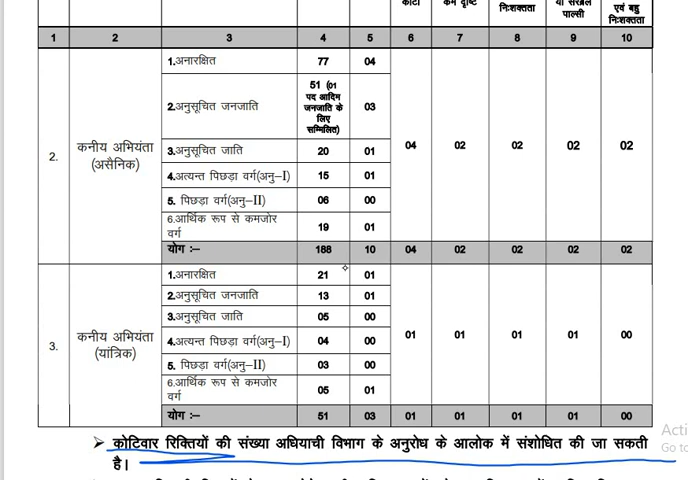 कोटा कम दृष्टि निःशक्तता पाल्सी एवं बहु निःशक्तता
1 2 3 4 5 6 7 8 9 10
2. कनीय अभियंता (असैनिक)
1.अनारक्षित 77 04
2.अनुसूचित जनजाति 51 (01 पद आदिम जनजाति के लिए सम्मिलित) 03
3.अनुसूचित जाति 20 01
04 02 02 02 02
4.अत्यन्त पिछड़ा वर्ग(अनु–I) 15 01
5. पिछड़ा वर्ग(अनु–II) 06 00
6.आर्थिक रूप से कमजोर वर्ग 19 01
योग :– 188 10 04 02 02 02 02
3. कनीय अभियंता (यांत्रिक)
1.अनारक्षित 21 01
2.अनुसूचित जनजाति 13 01
3.अनुसूचित जाति 05 00
01 01 01 01 00
4.अत्यन्त पिछड़ा वर्ग(अनु–I) 04 00
5. पिछड़ा वर्ग(अनु–II) 03 00
6.आर्थिक रूप से कमजोर वर्ग 05 01
योग :– 51 03 01 01 01 01 00
➢ कोटिवार रिक्तियों की संख्या अधियाची विभाग के अनुरोध के आलोक में संशोधित की जा सकती
है।
Acti
Go to